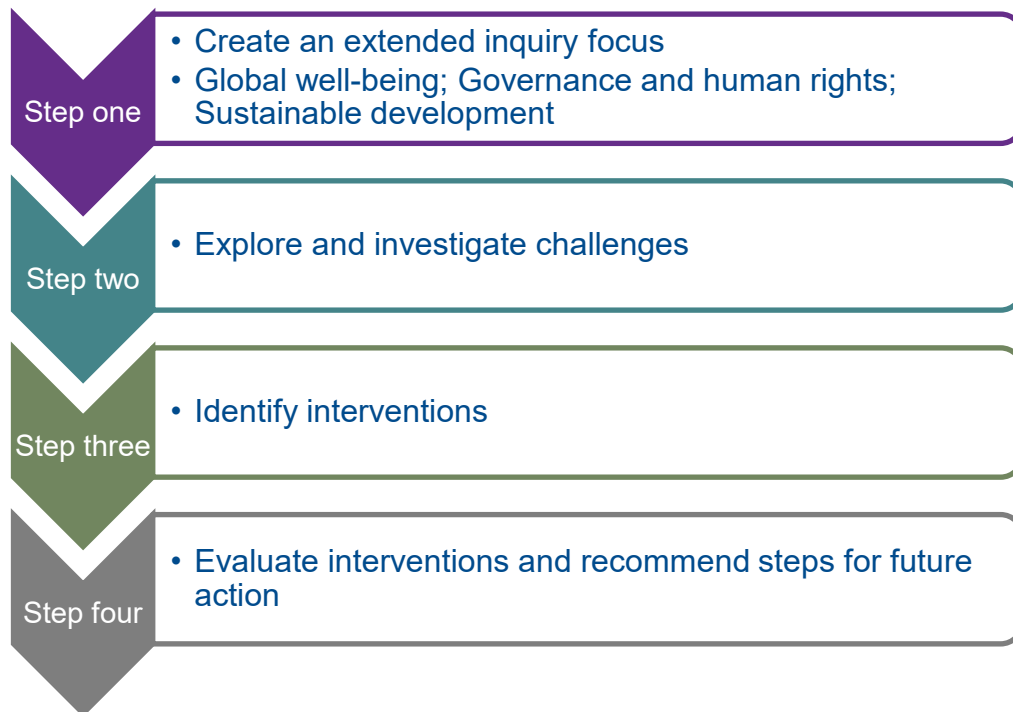 Step one
• Create an extended inquiry focus
• Global well-being; Governance and human rights;
Sustainable development
Step two
• Explore and investigate challenges
Step three
• Identify interventions
Step four
• Evaluate interventions and recommend steps for future
action